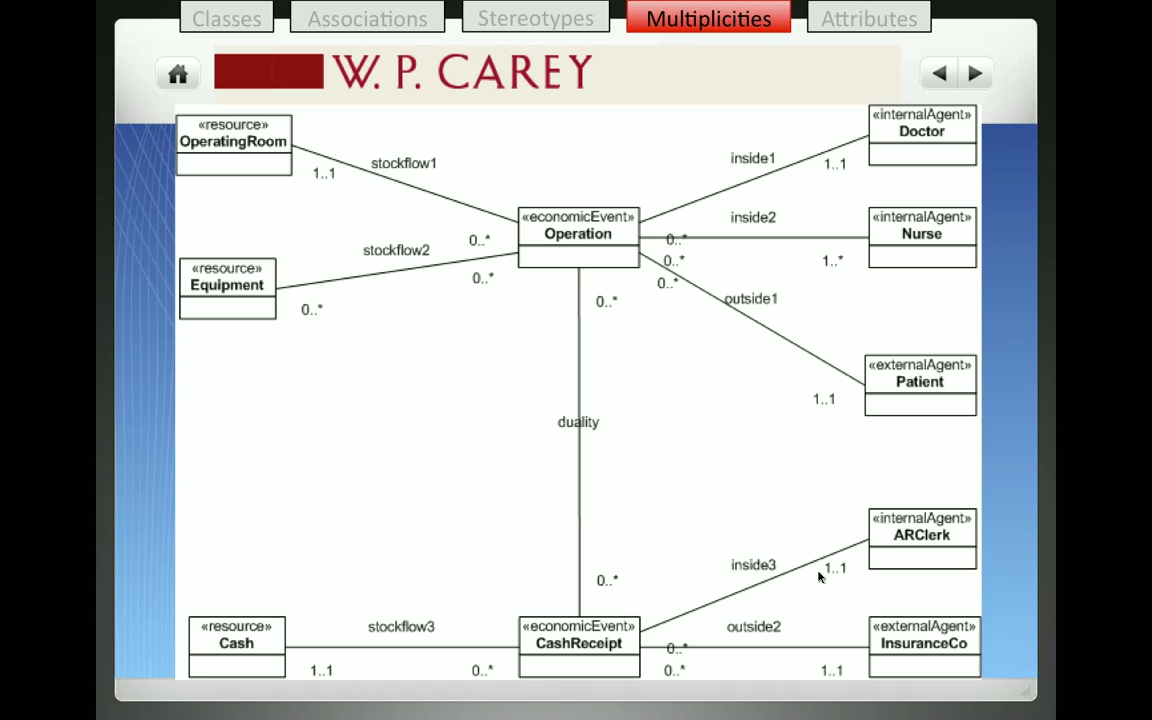 Classes
Associations
Stereotypes
Multiplicities
Attributes
W. P. CAREY
«resource»
OperatingRoom
1..1
stockflow1
0..*
«economicEvent»
Operation
inside1
1..1
«internalAgent»
Doctor
inside2
0..*
0..*
0..*
1..*
«internalAgent»
Nurse
«resource»
Equipment
0..*
stockflow2
0..*
0..*
outside1
1..1
«externalAgent»
Patient
duality
0..*
inside3
1..1
«internalAgent»
ARClerk
«resource»
Cash
1..1
stockflow3
0..*
«economicEvent»
CashReceipt
0..*
0..*
outside2
1..1
«externalAgent»
InsuranceCo